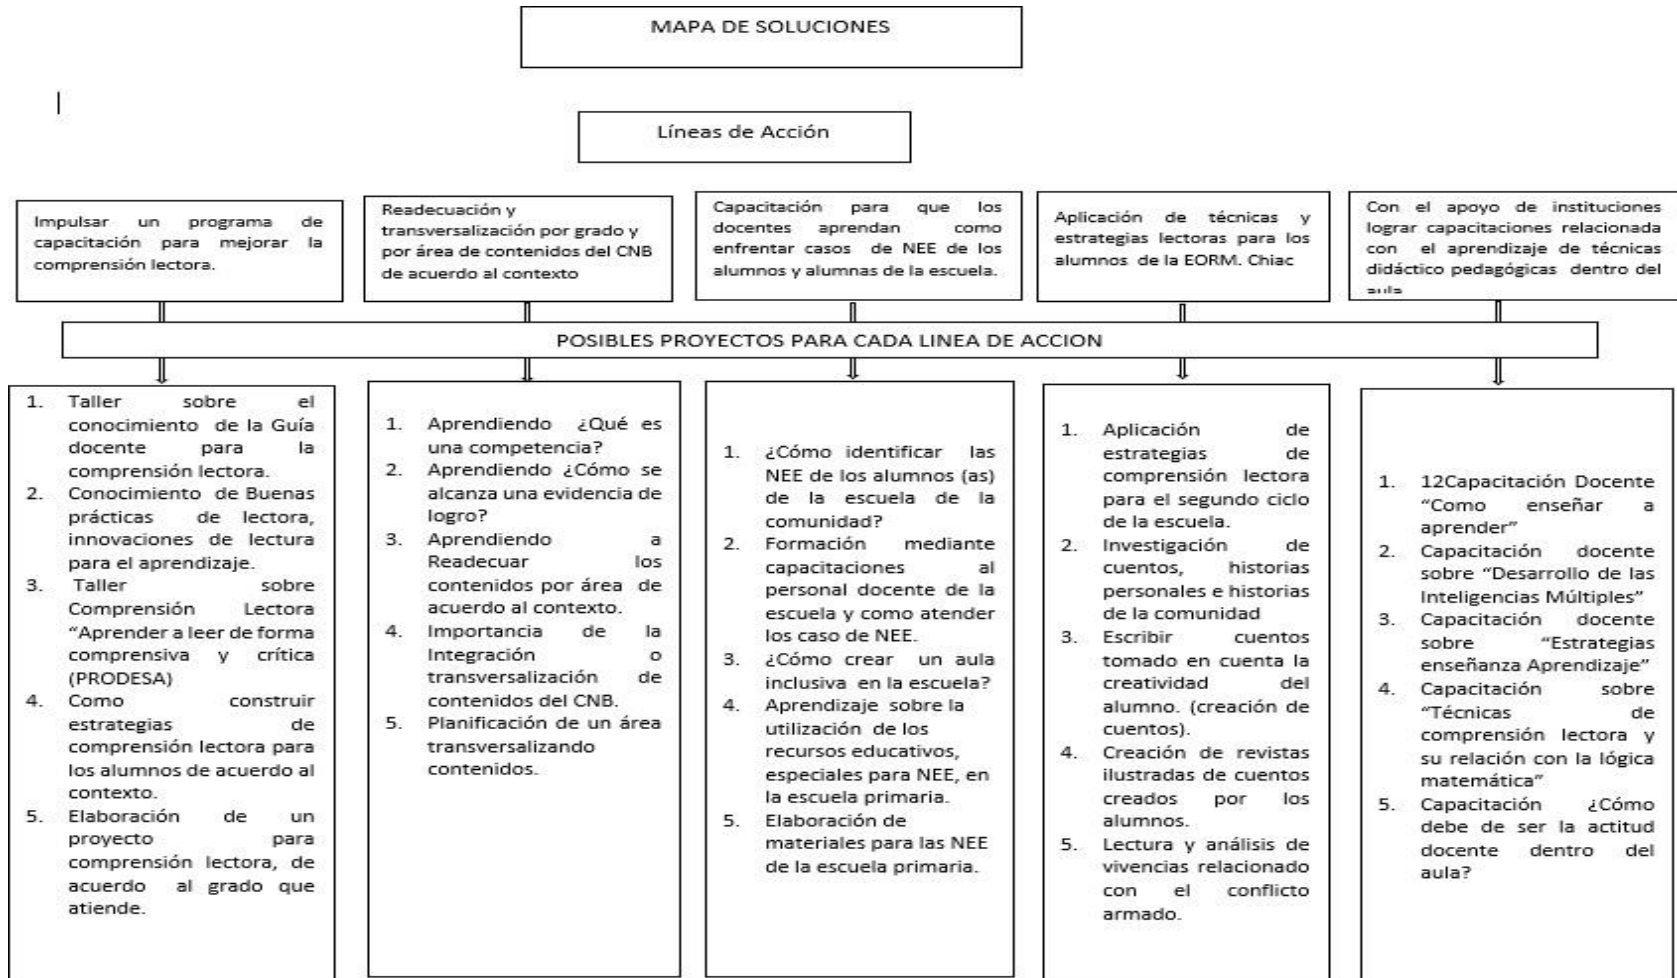 MAPA DE SOLUCIONES
Líneas de Acción
Impulsar un programa de
capacitación para mejorar la
comprensión lectora.
Readecuación y
transversalización por grado y
por área de contenidos del CNB
de acuerdo al contexto
Capacitación para que los
docentes aprendan como
enfrentar casos de NEE de los
alumnos y alumnas de la escuela.
Aplicación de técnicas y
estrategias lectoras para los
alumnos de la EORM. Chiac
Con el apoyo de instituciones
lograr capacitaciones relacionada
con el aprendizaje de técnicas
didáctico pedagógicas dentro del
aula
POSIBLES PROYECTOS PARA CADA LINEA DE ACCION
1. Taller sobre el
conocimiento de la Guía
docente para la
comprensión lectora.
2. Conocimiento de Buenas
prácticas de lectora,
innovaciones de lectura
para el aprendizaje.
3. Taller sobre
Comprensión Lectora
“Aprender a leer de forma
comprensiva y crítica
(PRODESA)
4. Como construir
estrategias de
comprensión lectora para
los alumnos de acuerdo al
contexto.
5. Elaboración de un
proyecto para
comprensión lectora, de
acuerdo al grado que
atiende.
1. Aprendiendo ¿Qué es
una competencia?
2. Aprendiendo ¿Cómo se
alcanza una evidencia de
logro?
3. Aprendiendo a
Readecuar los
contenidos por área de
acuerdo al contexto.
4. Importancia de la
Integración o
transversalización de
contenidos del CNB.
5. Planificación de un área
transversalizando
contenidos.
1. ¿Cómo identificar las
NEE de los alumnos (as)
de la escuela de la
comunidad?
2. Formación mediante
capacitaciones al
personal docente de la
escuela y como atender
los caso de NEE.
3. ¿Cómo crear un aula
inclusiva en la escuela?
4. Aprendizaje sobre la
utilización de los
recursos educativos,
especiales para NEE, en
la escuela primaria.
5. Elaboración de
materiales para las NEE
de la escuela primaria.
1. Aplicación de
estrategias de
comprensión lectora
para el segundo ciclo
de la escuela.
2. Investigación de
cuentos, historias
personales e historias
de la comunidad
3. Escribir cuentos
tomado en cuenta la
creatividad del
alumno. (creación de
cuentos).
4. Creación de revistas
ilustradas de cuentos
creados por los
alumnos.
5. Lectura y análisis de
vivencias relacionado
con el conflicto
armado.
1. 12Capacitación Docente
“Como enseñar a
aprender”
2. Capacitación docente
sobre “Desarrollo de las
Inteligencias Múltiples”
3. Capacitación docente
sobre “Estrategias
enseñanza Aprendizaje”
4. Capacitación sobre
“Técnicas de
comprensión lectora y
su relación con la lógica
matemática”
5. Capacitación ¿Cómo
debe de ser la actitud
docente dentro del
aula?